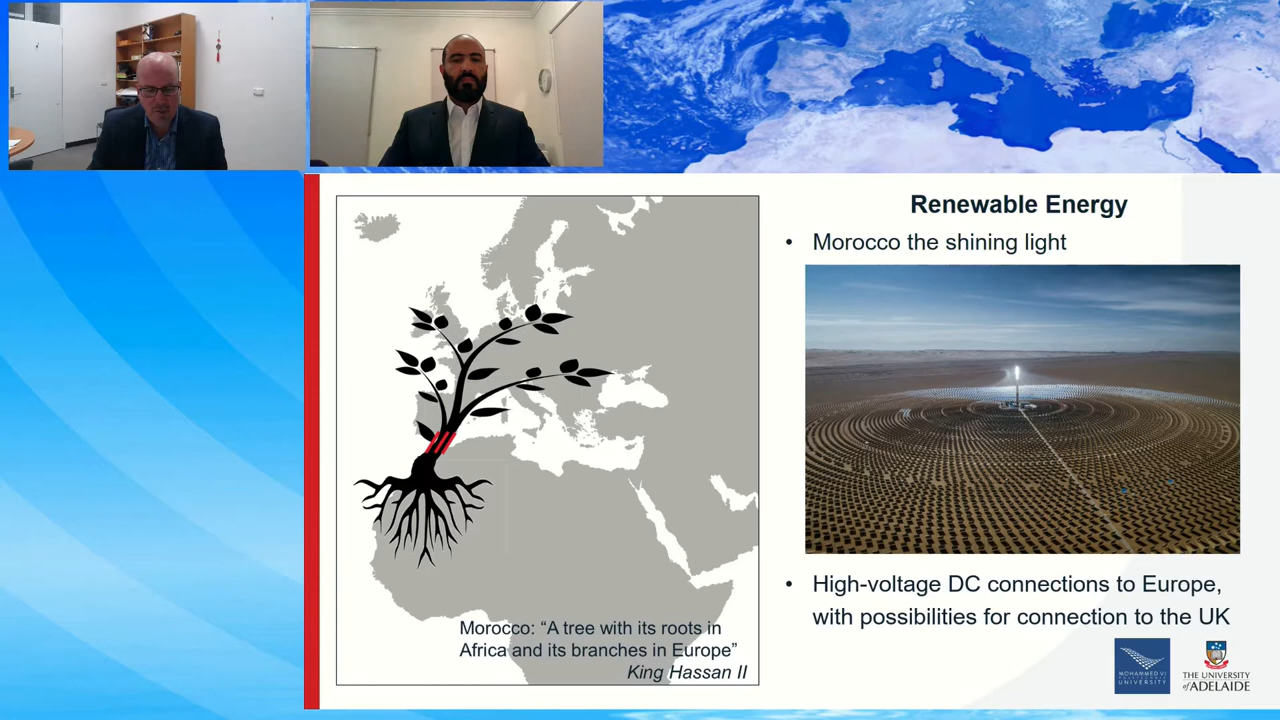 Renewable Energy
• Morocco the shining light
• High-voltage DC connections to Europe,
with possibilities for connection to the UK
Morocco: “A tree with its roots in
Africa and its branches in Europe”
King Hassan II
MOHAMMED VI
UNIVERSITY
THE UNIVERSITY
of ADELAIDE